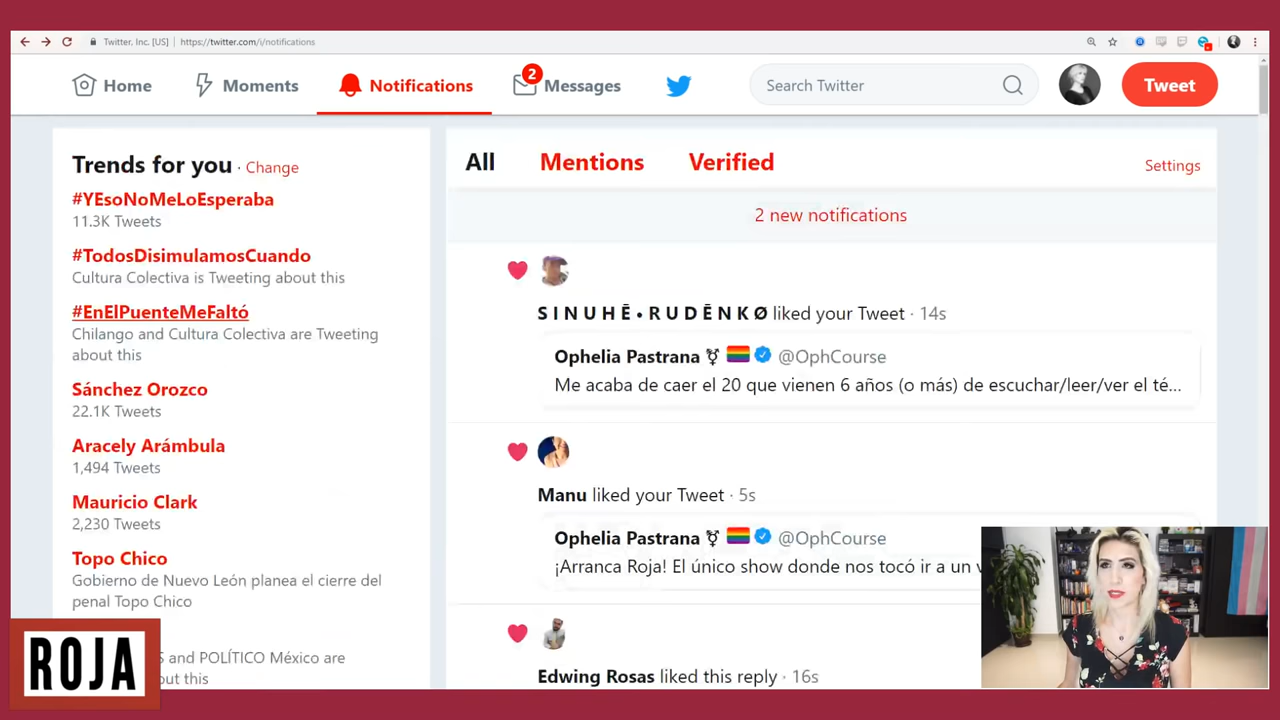 Twitter, Inc. [US] https://twitter.com/i/notifications
Home Moments Notifications 2 Messages Search Twitter Tweet
Trends for you · Change
#YEsoNoMeLoEsperaba
11.3K Tweets
#TodosDisimulamosCuando
Cultura Colectiva is Tweeting about this
#EnElPuenteMeFaltó
Chilango and Cultura Colectiva are Tweeting
about this
Sánchez Orozco
22.1K Tweets
Aracely Arámbula
1,494 Tweets
Mauricio Clark
2,230 Tweets
Topo Chico
Gobierno de Nuevo León planea el cierre del
penal Topo Chico
and POLÍTICO México are
this
ROJA
All Mentions Verified Settings
2 new notifications
S I N U H Ē • R U D Ē N K Ø liked your Tweet · 14s
Ophelia Pastrana ⚧ 🏳️‍🌈 @OphCourse
Me acaba de caer el 20 que vienen 6 años (o más) de escuchar/leer/ver el té...
Manu liked your Tweet · 5s
Ophelia Pastrana ⚧ 🏳️‍🌈 @OphCourse
¡Arranca Roja! El único show donde nos tocó ir a un
Edwing Rosas liked this reply · 16s